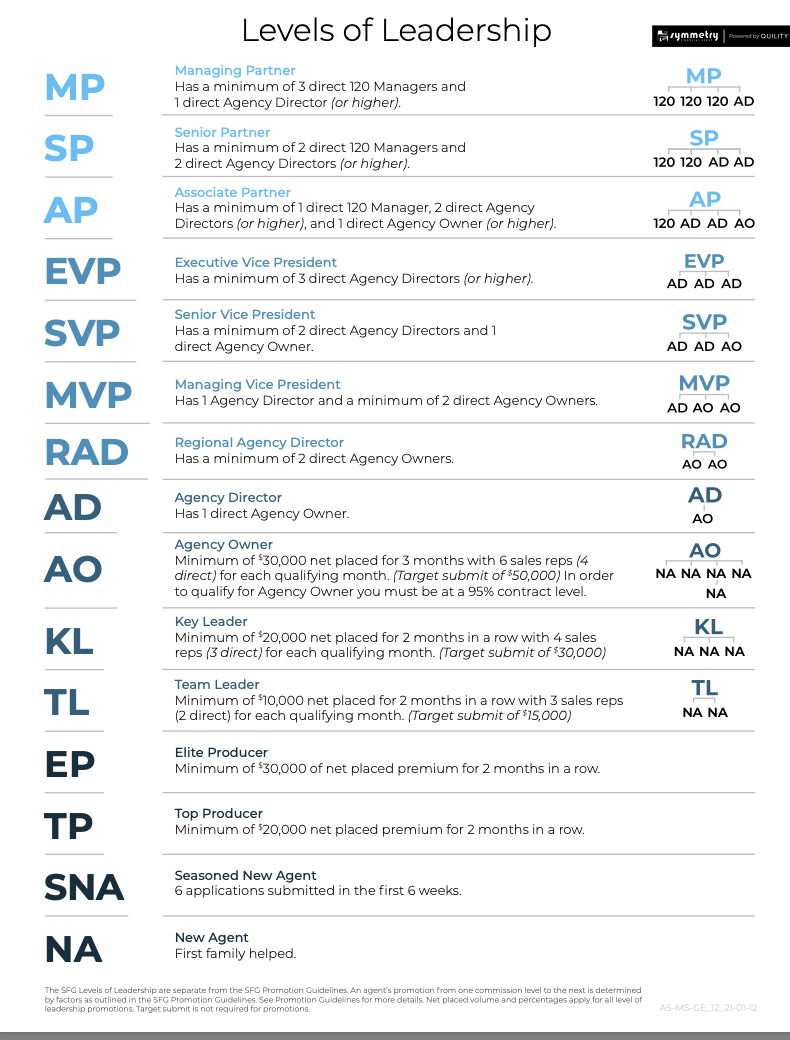 Levels of Leadership
symmetry
Powered by QUILITY
MP
Managing Partner
Has a minimum of 3 direct 120 Managers and
1 direct Agency Director (or higher).
MP
120 120 120 AD
SP
Senior Partner
Has a minimum of 2 direct 120 Managers and
2 direct Agency Directors (or higher).
SP
120 120 AD AD
AP
Associate Partner
Has a minimum of 1 direct 120 Manager, 2 direct Agency
Directors (or higher), and 1 direct Agency Owner (or higher).
AP
120 AD AD AO
EVP
Executive Vice President
Has a minimum of 3 direct Agency Directors (or higher).
EVP
AD AD AD
SVP
Senior Vice President
Has a minimum of 2 direct Agency Directors and 1
direct Agency Owner.
SVP
AD AD AO
MVP
Managing Vice President
Has 1 Agency Director and a minimum of 2 direct Agency Owners.
MVP
AD AO AO
RAD
Regional Agency Director
Has a minimum of 2 direct Agency Owners.
RAD
AO AO
AD
Agency Director
Has 1 direct Agency Owner.
AD
AO
AO
Agency Owner
Minimum of $30,000 net placed for 3 months with 6 sales reps (4
direct) for each qualifying month. (Target submit of $50,000) In order
to qualify for Agency Owner you must be at a 95% contract level.
AO
NA NA NA NA
NA
KL
Key Leader
Minimum of $20,000 net placed for 2 months in a row with 4 sales
reps (3 direct) for each qualifying month. (Target submit of $30,000)
KL
NA NA NA
TL
Team Leader
Minimum of $10,000 net placed for 2 months in a row with 3 sales reps
(2 direct) for each qualifying month. (Target submit of $15,000)
TL
NA NA
EP
Elite Producer
Minimum of $30,000 of net placed premium for 2 months in a row.
TP
Top Producer
Minimum of $20,000 net placed premium for 2 months in a row.
SNA
Seasoned New Agent
6 applications submitted in the first 6 weeks.
NA
New Agent
First family helped.
The SFG Levels of Leadership are separate from the SFG Promotion Guidelines. An agent's promotion from one commission level to the next is determined
by factors as outlined in the SFG Promotion Guidelines. See Promotion Guidelines for more details. Net placed volume and percentages apply for all level of
leadership promotions. Target submit is not required for promotions.
AS-MS-GE_12_21-01-12